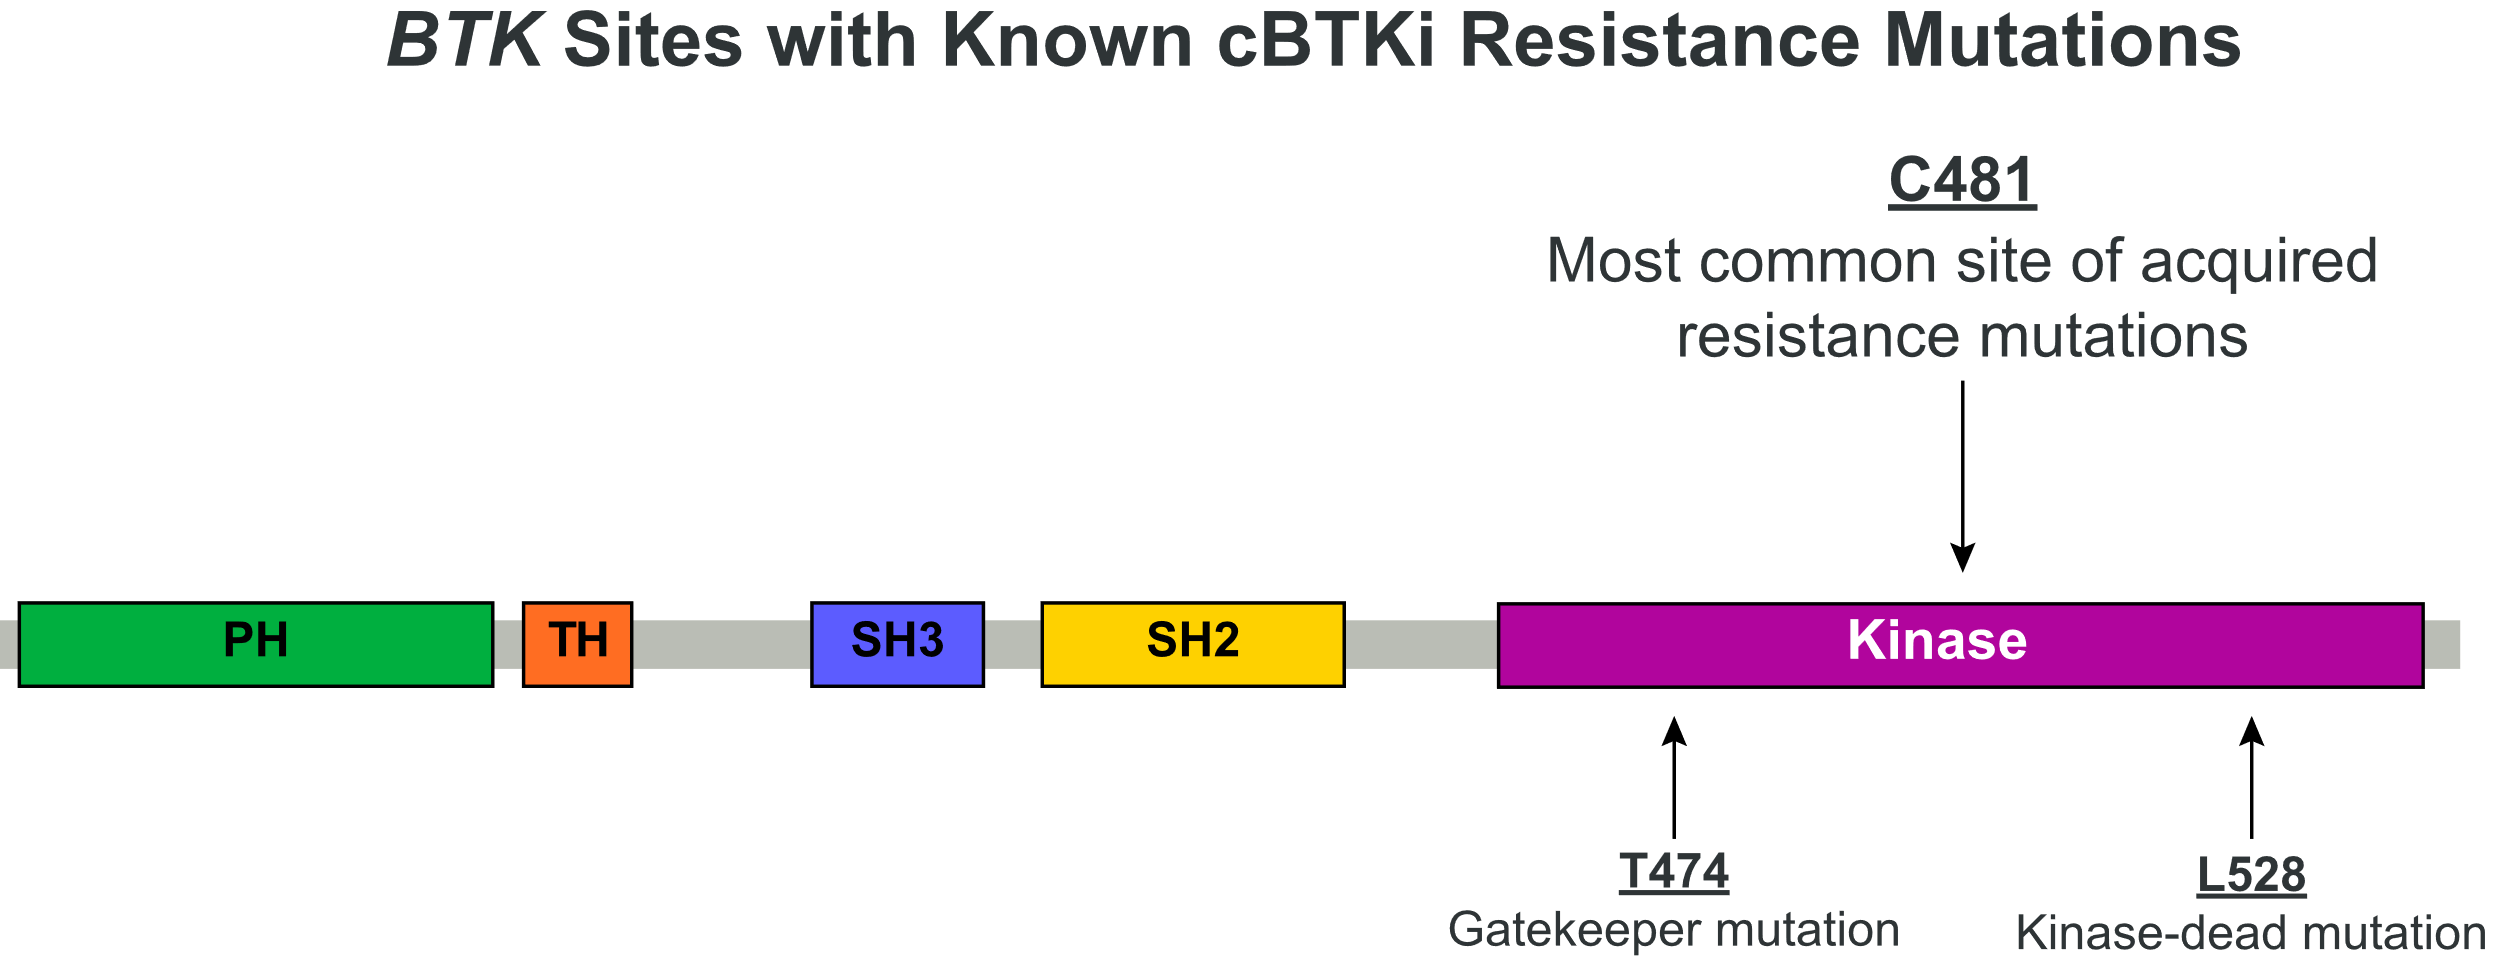 BTK Sites with Known cBTKi Resistance Mutations
C481
Most common site of acquired
resistance mutations
PH
TH
SH3
SH2
Kinase
T474
Gatekeeper mutation
L528
Kinase-dead mutation